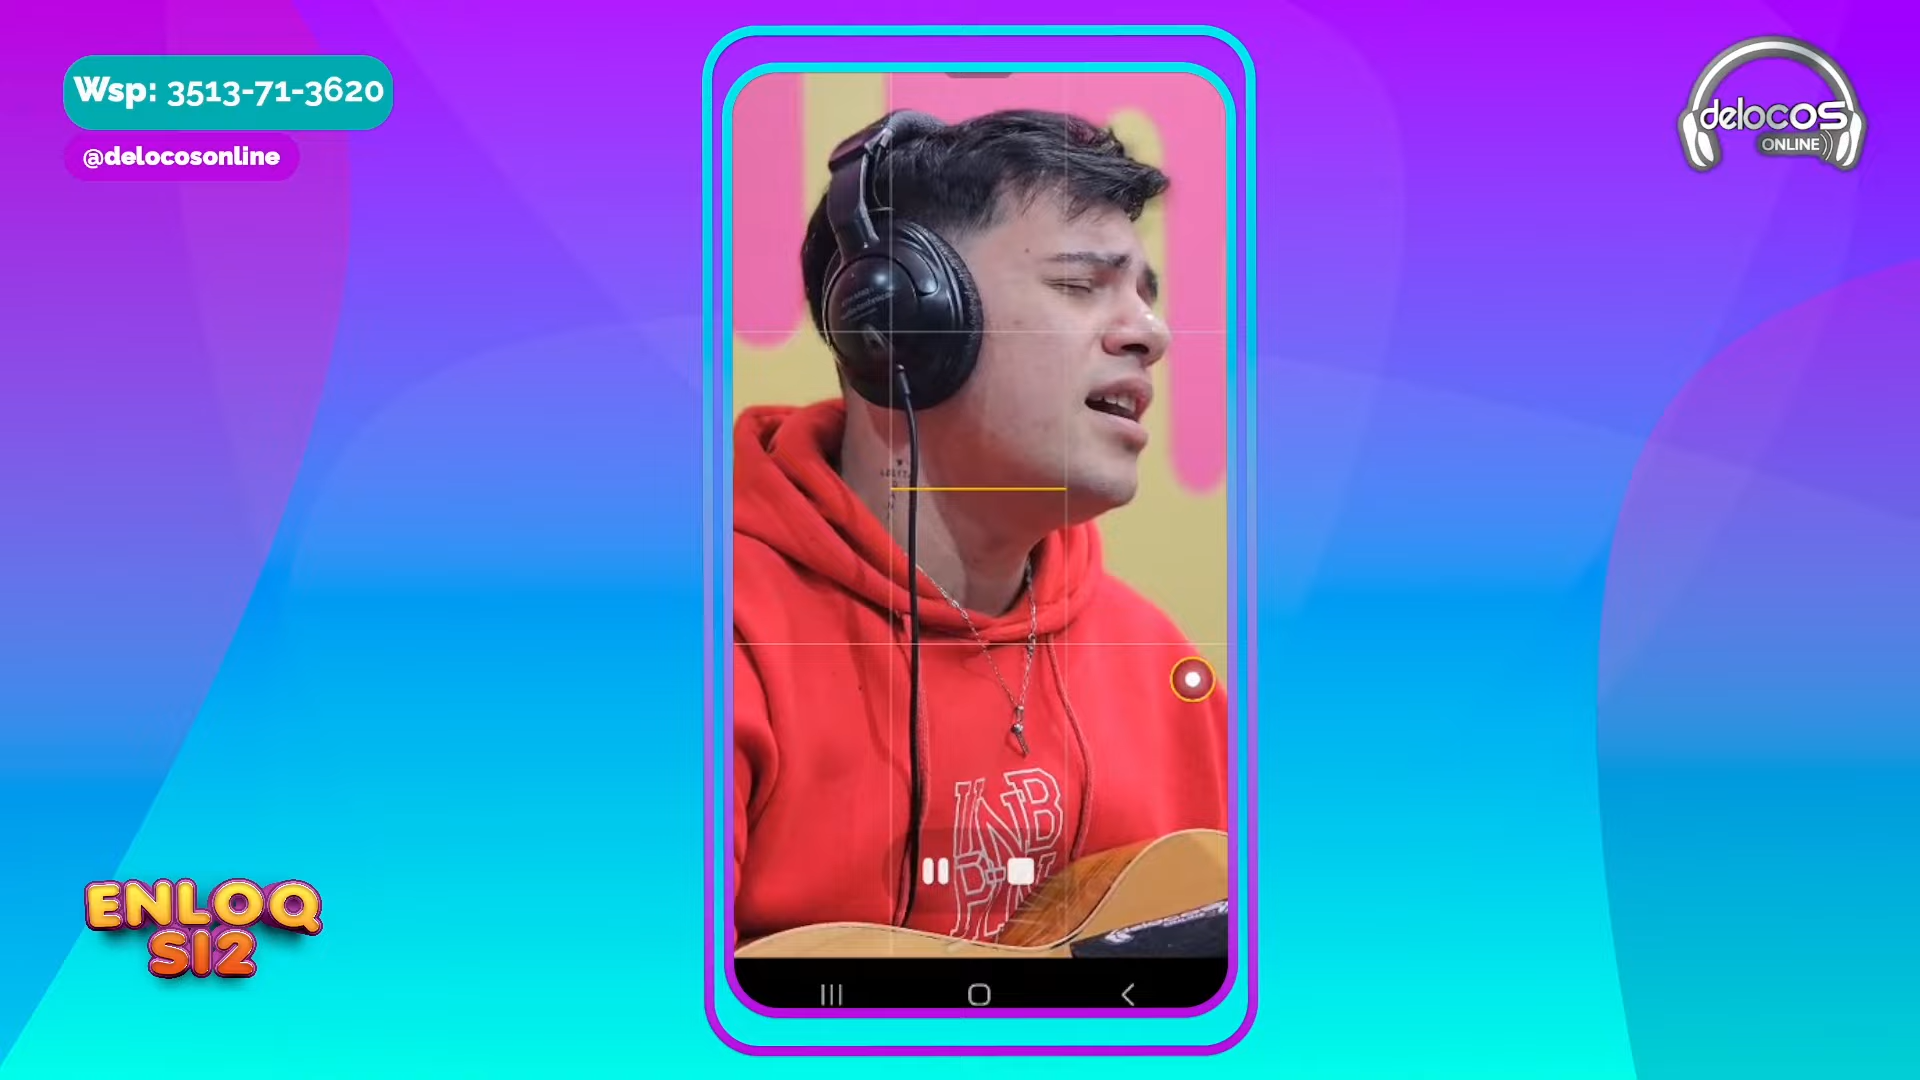 Wsp: 3513-71-3620
@delocosonline
delocos
ONLINE
ENLOQ
SI2